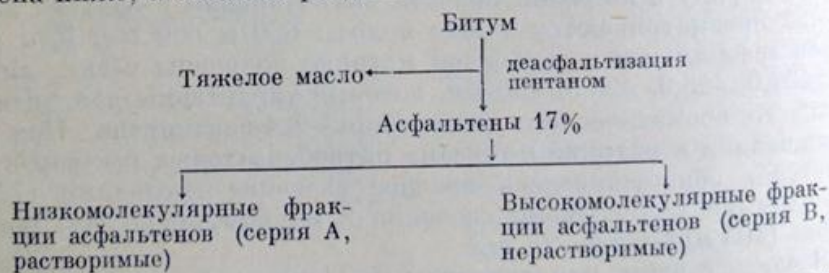 Битум
деасфальтизация
Тяжелое масло
пентаном
Асфальтены 17%
Низкомолекулярные фрак-
ции асфальтенов (серия А,
растворимые)
Высокомолекулярные фрак-
ции асфальтенов (серия В,
нерастворимые)